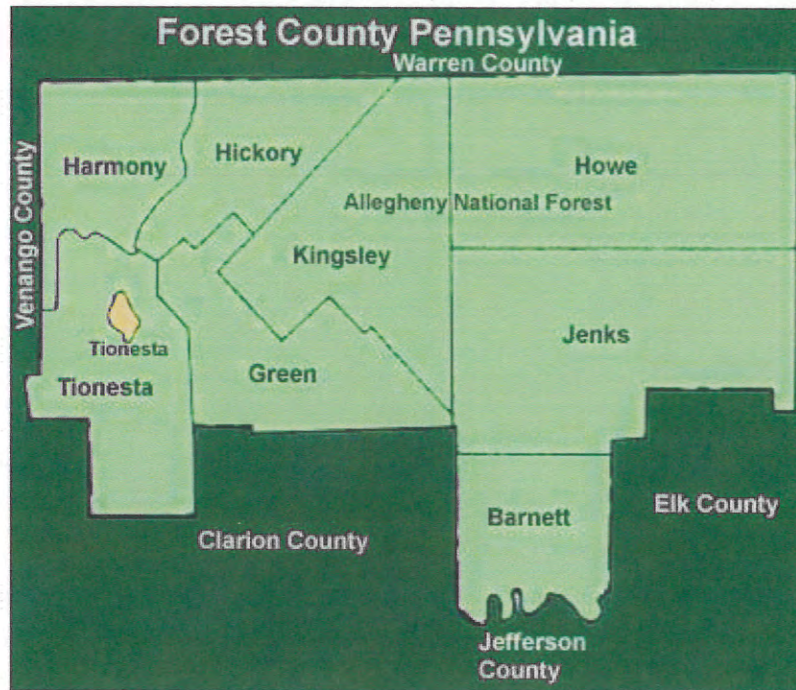 Forest County Pennsylvania
Warren County
Venango County
Harmony
Hickory
Howe
Allegheny National Forest
Kingsley
Tionesta
Tionesta
Green
Jenks
Clarion County
Barnett
Elk County
Jefferson
County